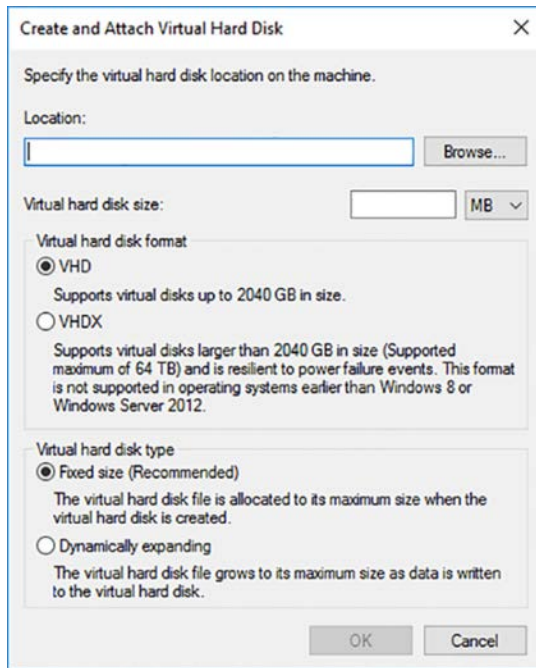 Create and Attach Virtual Hard Disk
Specify the virtual hard disk location on the machine.
Location:
Browse...
Virtual hard disk size:
MB
Virtual hard disk format
VHD
Supports virtual disks up to 2040 GB in size.
VHDX
Supports virtual disks larger than 2040 GB in size (Supported
maximum of 64 TB) and is resilient to power failure events. This format
is not supported in operating systems earlier than Windows 8 or
Windows Server 2012.
Virtual hard disk type
Fixed size (Recommended)
The virtual hard disk file is allocated to its maximum size when the
virtual hard disk is created.
Dynamically expanding
The virtual hard disk file grows to its maximum size as data is written
to the virtual hard disk.
OK
Cancel